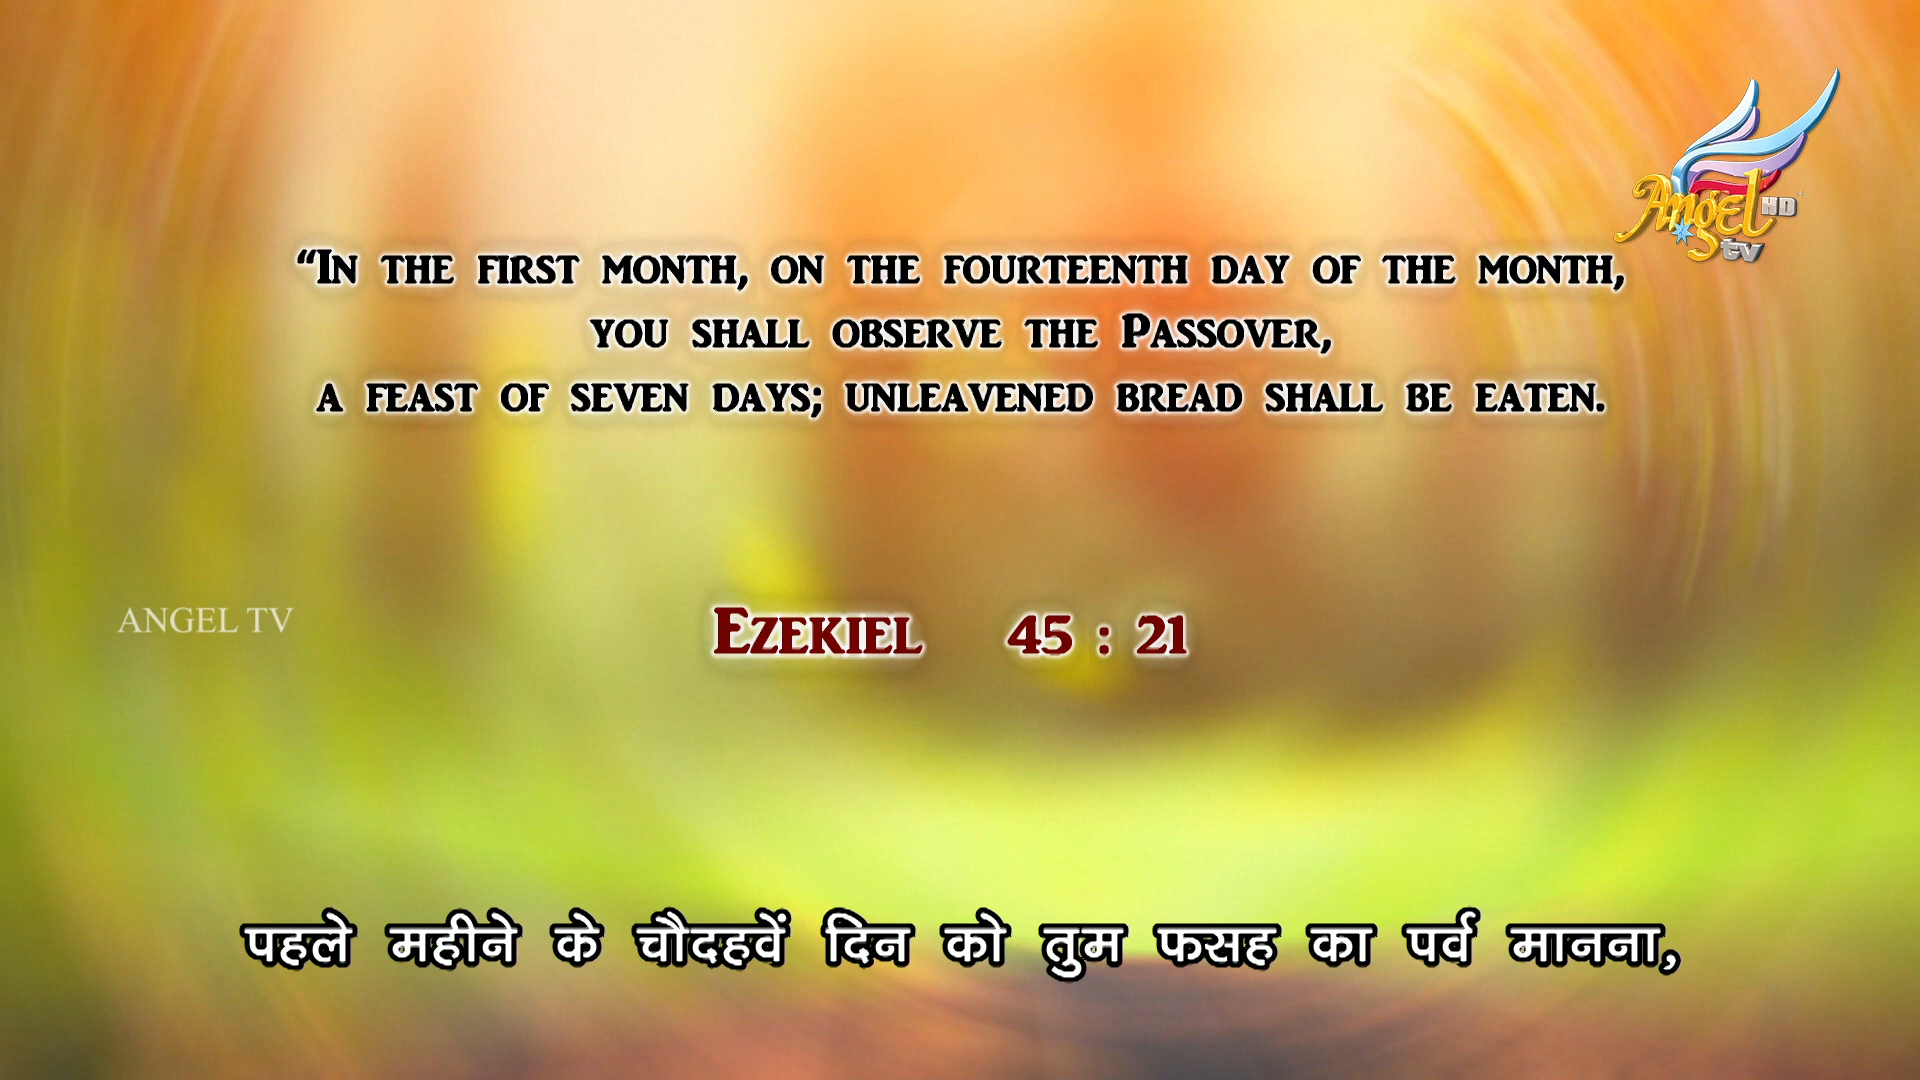 “In the first month, on the fourteenth day of the month,
you shall observe the Passover,
a feast of seven days; unleavened bread shall be eaten.
Ezekiel 45 : 21
ANGEL TV
Angel HD
tv
पहले महीने के चौदहवें दिन को तुम फसह का पर्व मानना,